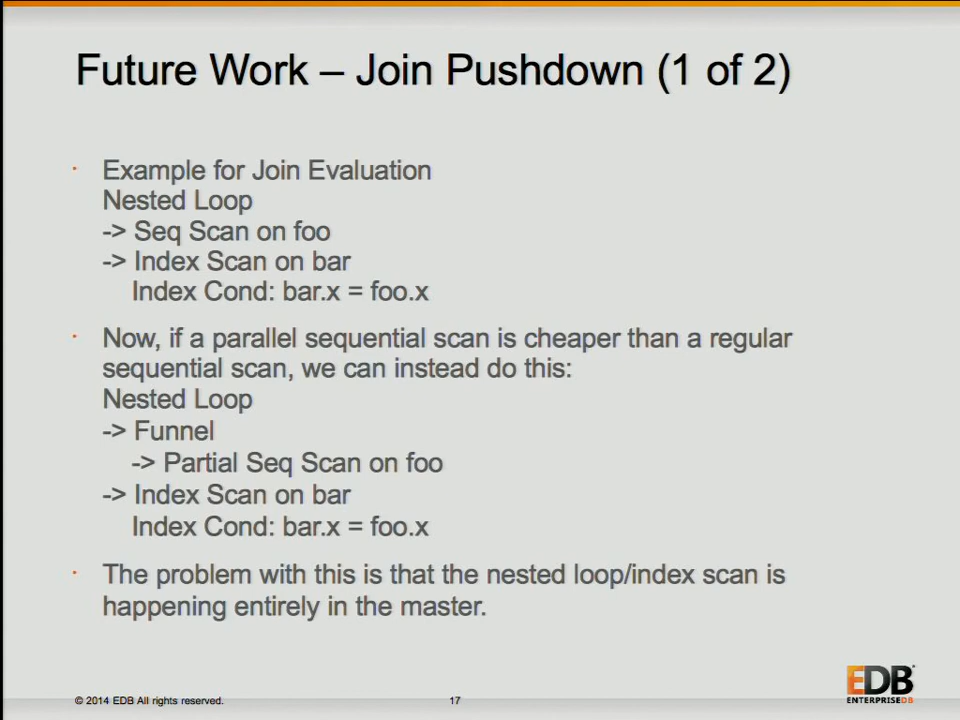 Future Work – Join Pushdown (1 of 2)
· Example for Join Evaluation
Nested Loop
-> Seq Scan on foo
-> Index Scan on bar
Index Cond: bar.x = foo.x
· Now, if a parallel sequential scan is cheaper than a regular
sequential scan, we can instead do this:
Nested Loop
-> Funnel
-> Partial Seq Scan on foo
-> Index Scan on bar
Index Cond: bar.x = foo.x
· The problem with this is that the nested loop/index scan is
happening entirely in the master.
EDB
ENTERPRISEDB
© 2014 EDB All rights reserved.
17